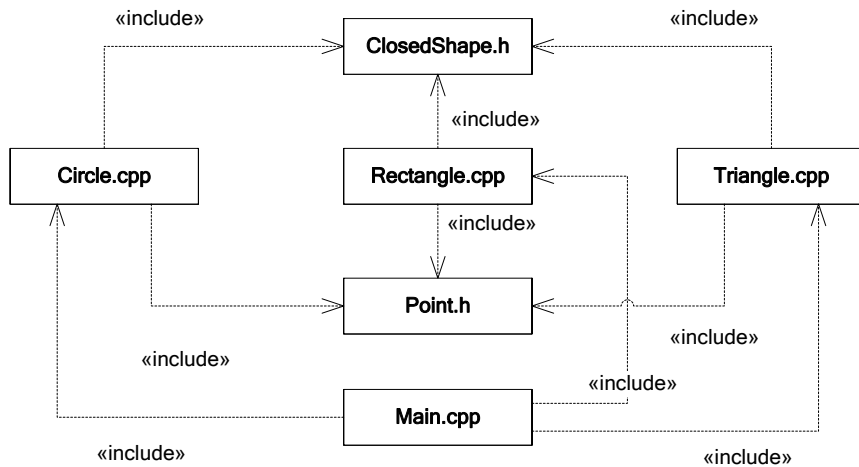 «include»
ClosedShape.h
«include»
«include»
Circle.cpp
Rectangle.cpp
Triangle.cpp
«include»
Point.h
«include»
«include»
«include»
Main.cpp
«include»
«include»